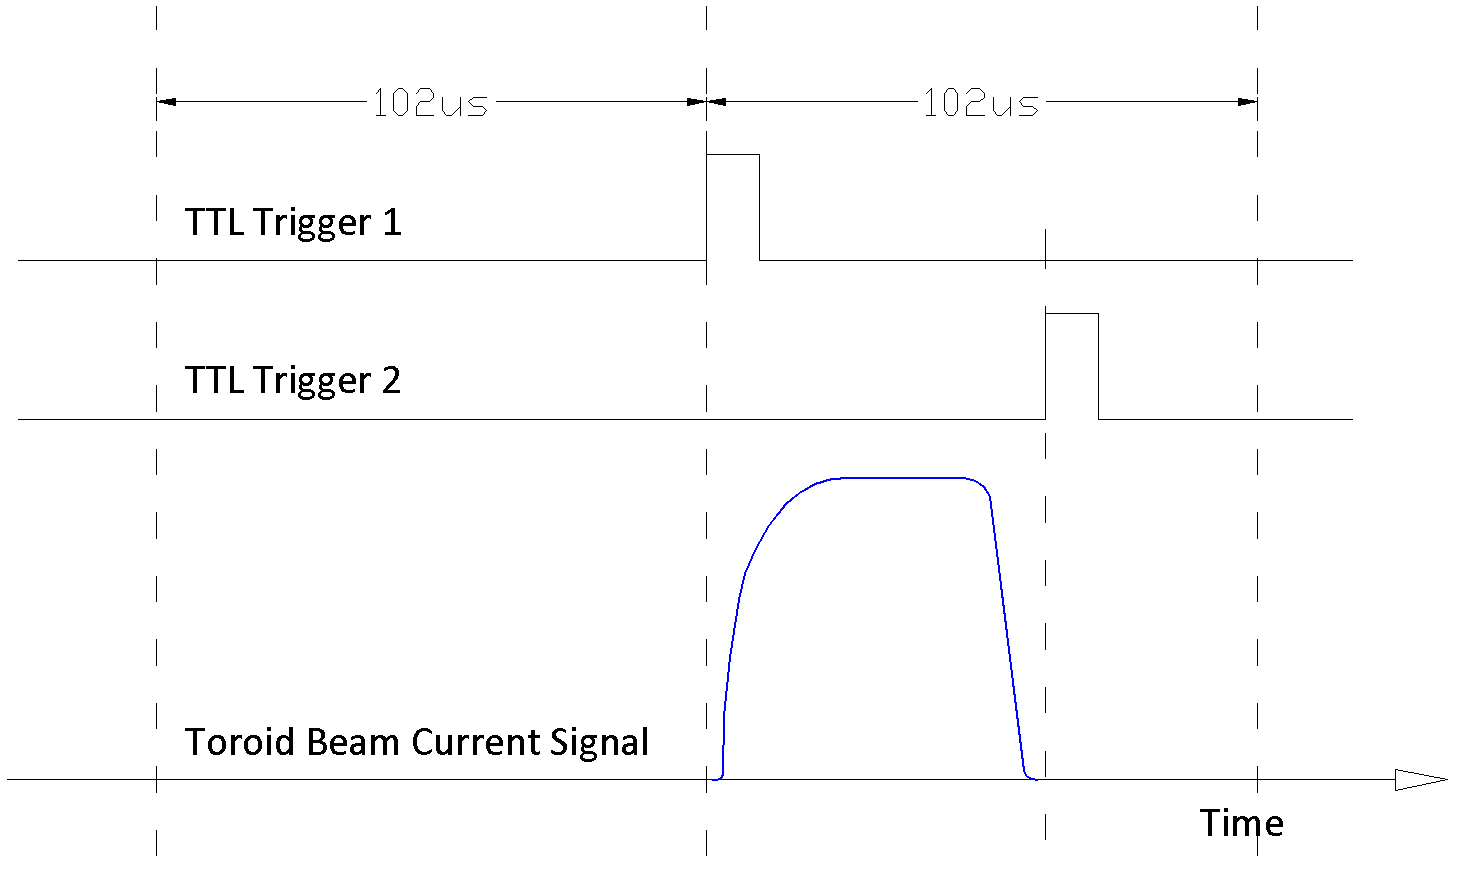 102us 102us
TTL Trigger 1
TTL Trigger 2
Toroid Beam Current Signal
Time